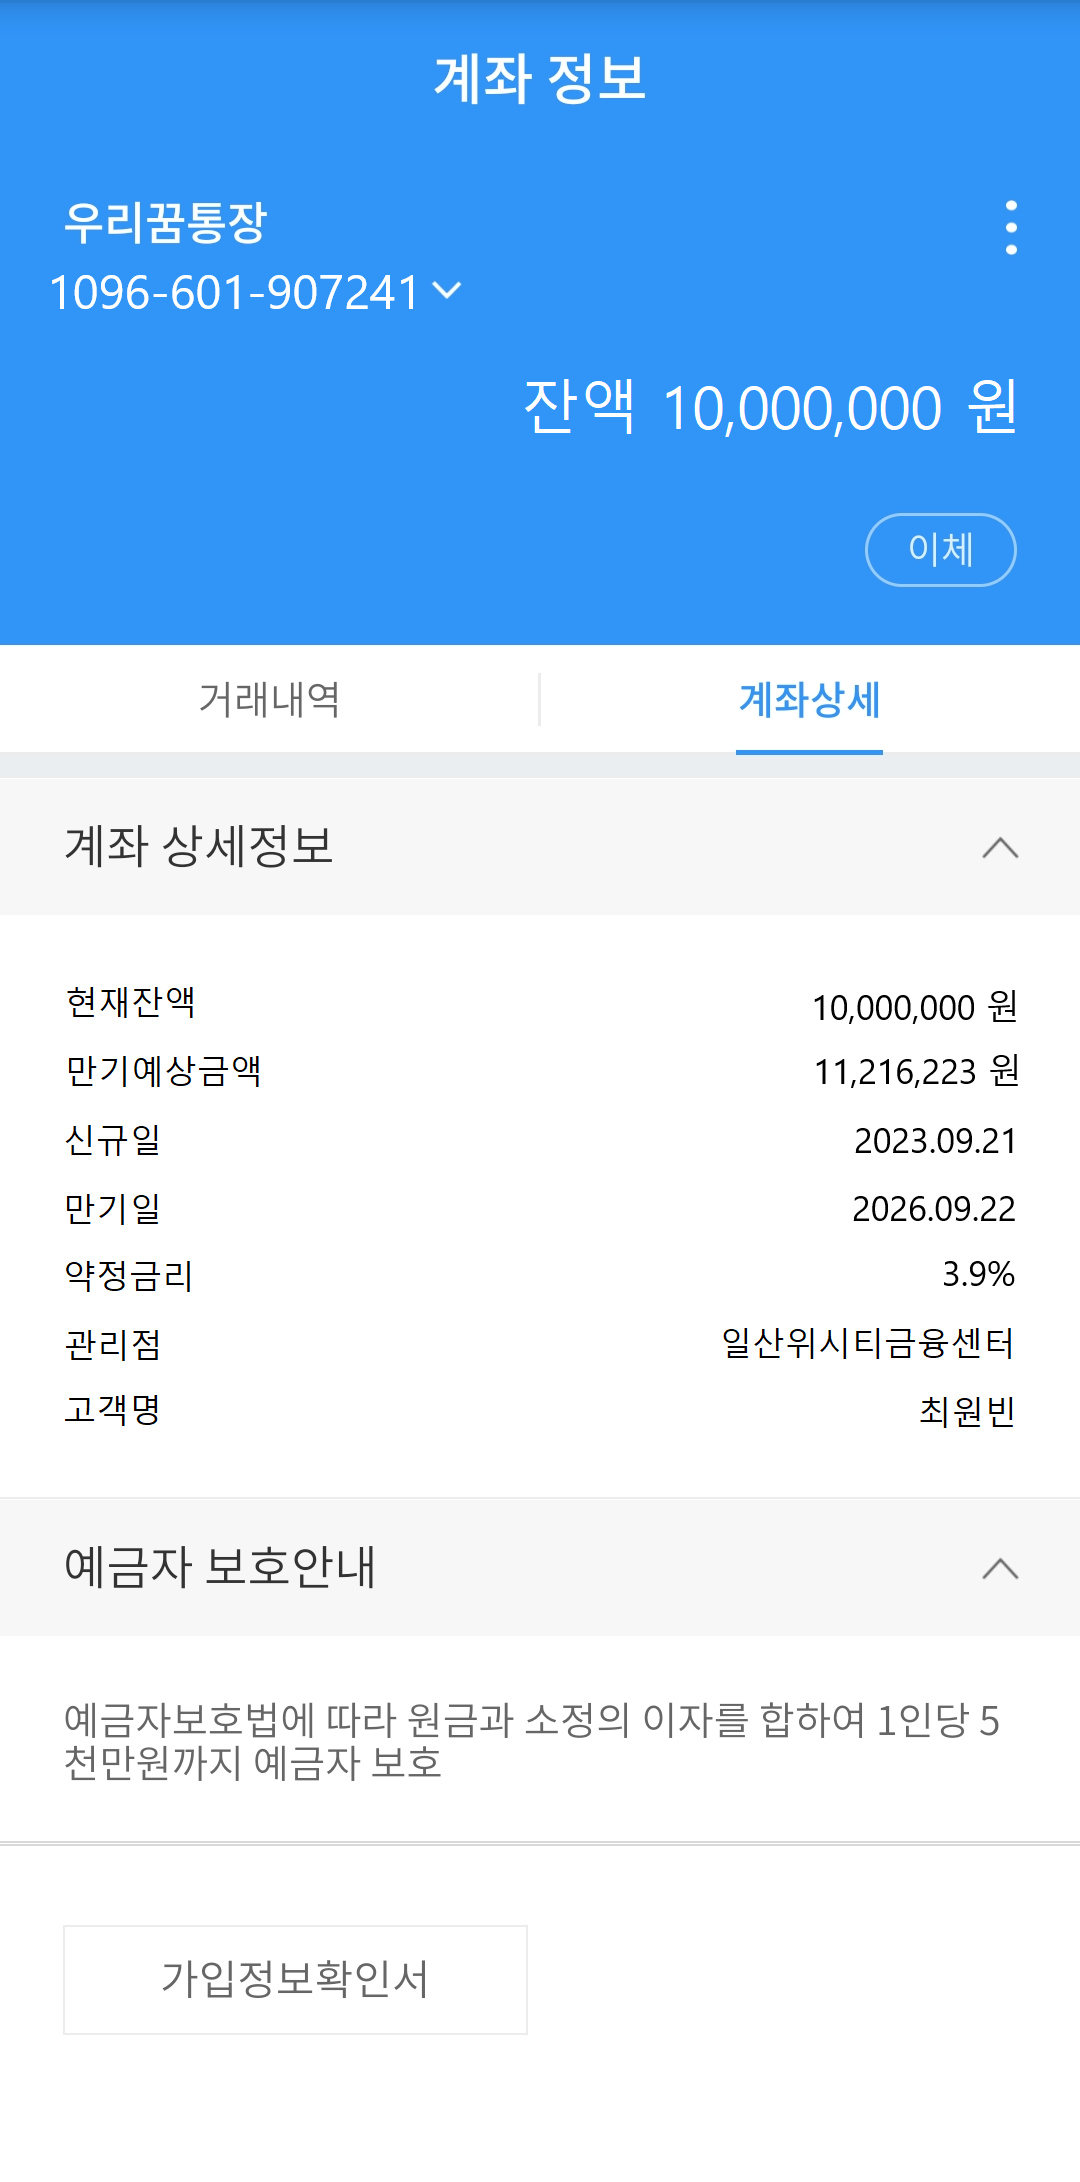 계좌 정보
우리꿈통장
1096-601-907241
잔액 10,000,000 원
이체
거래내역
계좌상세
계좌 상세정보
현재잔액 10,000,000 원
만기예상금액 11,216,223 원
신규일 2023.09.21
만기일 2026.09.22
약정금리 3.9%
관리점 일산위시티금융센터
고객명 최원빈
예금자 보호안내
예금자보호법에 따라 원금과 소정의 이자를 합하여 1인당 5
천만원까지 예금자 보호
가입정보확인서